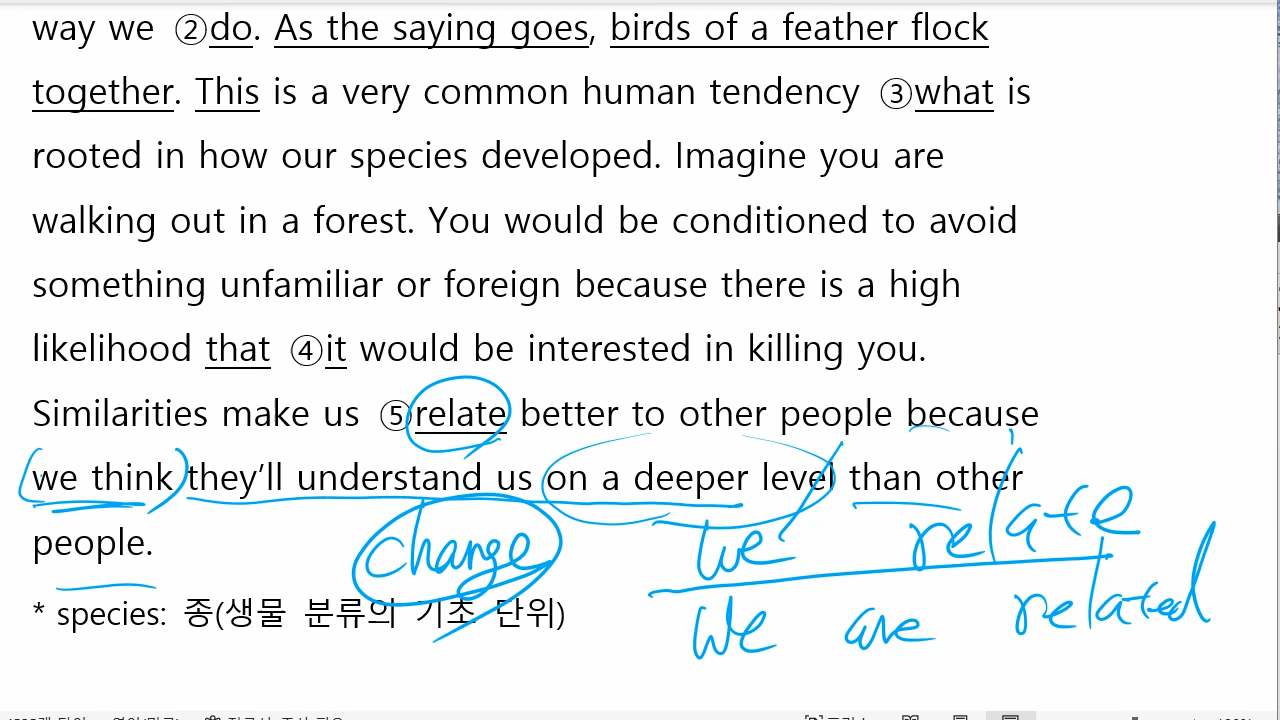 way we ②do. As the saying goes, birds of a feather flock
together. This is a very common human tendency ③what is
rooted in how our species developed. Imagine you are
walking out in a forest. You would be conditioned to avoid
something unfamiliar or foreign because there is a high
likelihood that ④it would be interested in killing you.
Similarities make us ⑤relate better to other people because
we think they’ll understand us on a deeper level than other
people.
change
we relate
we are related
* species: 종(생물 분류의 기초 단위)